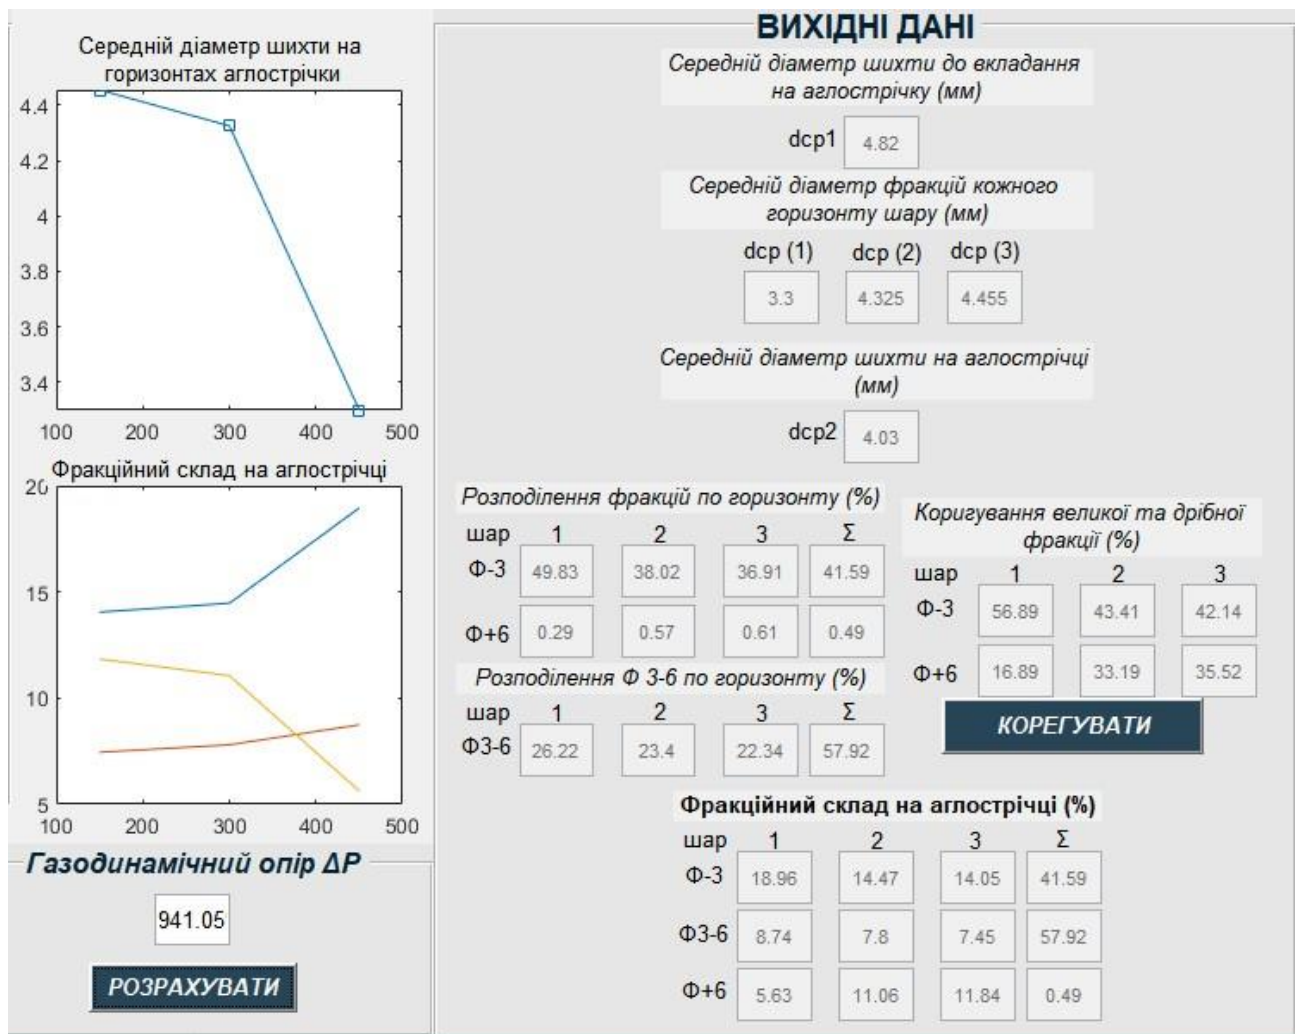 Середній діаметр шихти на
горизонтах аглострічки
4.4
4.2
4
3.8
3.6
3.4
100 200 300 400 500
Фракційний склад на аглострічці
20
15
10
5
100 200 300 400 500
Газодинамічний опір ΔP
941.05
РОЗРАХУВАТИ
ВИХІДНІ ДАНІ
Середній діаметр шихти до вкладання
на аглострічку (мм)
dcp1 4.82
Середній діаметр фракцій кожного
горизонту шару (мм)
dcp (1) dcp (2) dcp (3)
3.3 4.325 4.455
Середній діаметр шихти на аглострічці
(мм)
dcp2 4.03
Розподілення фракцій по горизонту (%)
шар 1 2 3 Σ
Ф-3 49.83 38.02 36.91 41.59
Ф+6 0.29 0.57 0.61 0.49
Розподілення Ф 3-6 по горизонту (%)
шар 1 2 3 Σ
Ф3-6 26.22 23.4 22.34 57.92
Коригування великої та дрібної
фракції (%)
шар 1 2 3
Ф-3 56.89 43.41 42.14
Ф+6 16.89 33.19 35.52
КОРЕГУВАТИ
Фракційний склад на аглострічці (%)
шар 1 2 3 Σ
Ф-3 18.96 14.47 14.05 41.59
Ф3-6 8.74 7.8 7.45 57.92
Ф+6 5.63 11.06 11.84 0.49